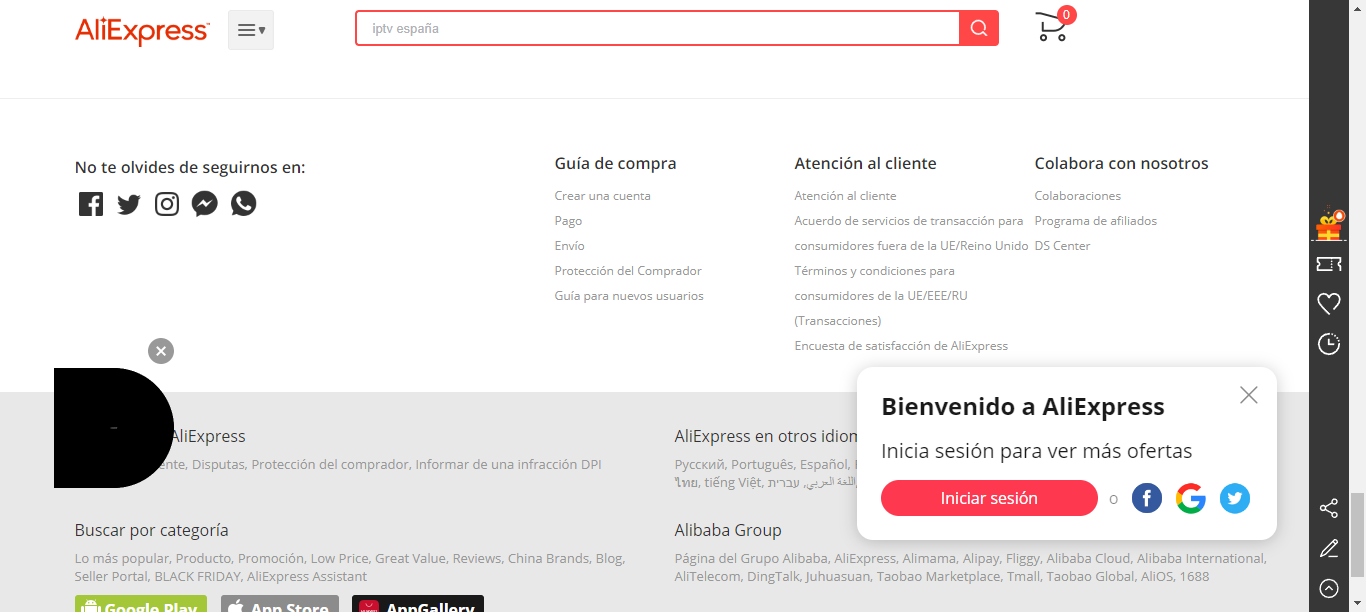 AliExpress™
iptv españa
0
No te olvides de seguirnos en:
Guía de compra
Crear una cuenta
Pago
Envío
Protección del Comprador
Guía para nuevos usuarios
Atención al cliente
Atención al cliente
Acuerdo de servicios de transacción para
consumidores fuera de la UE/Reino Unido
Términos y condiciones para
consumidores de la UE/EEE/RU
(Transacciones)
Encuesta de satisfacción de AliExpress
Colabora con nosotros
Colaboraciones
Programa de afiliados
DS Center
AliExpress
Disputas, Protección del comprador, Informar de una infracción DPI
Buscar por categoría
Lo más popular, Producto, Promoción, Low Price, Great Value, Reviews, China Brands, Blog,
Seller Portal, BLACK FRIDAY, AliExpress Assistant
Google Play
App Store
AppGallery
AliExpress en otros
Русский, Português, Español,
ไทย, tiếng Việt, اللغة العربي, עברית,
Alibaba Group
Página del Grupo Alibaba, AliExpress, Alimama, Alipay, Fliggy, Alibaba Cloud, Alibaba International,
AliTelecom, DingTalk, Juhuasuan, Taobao Marketplace, Tmall, Taobao Global, AliOS, 1688
Bienvenido a AliExpress
Inicia sesión para ver más ofertas
Iniciar sesión
o